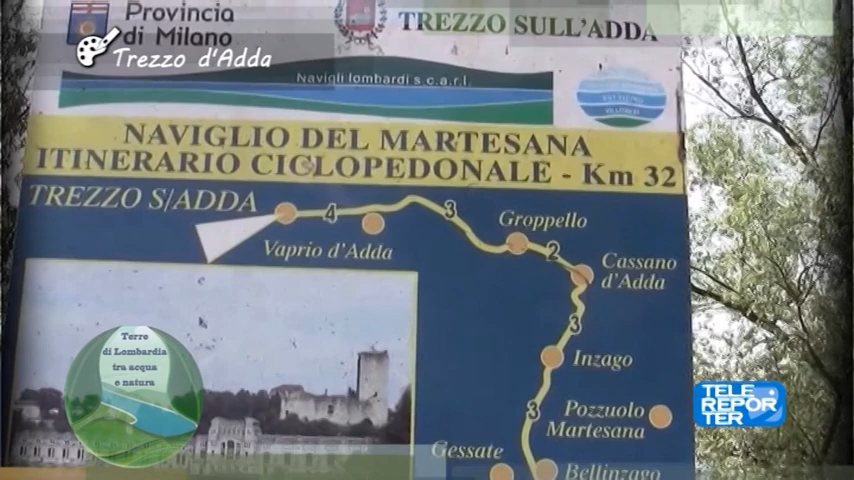 Provincia
di Milano
Trezzo d'Adda
TREZZO SULL'ADDA
Navigli lombardi s.c.a.r.l.
NAVIGLIO DEL MARTESANA
ITINERARIO CICLOPEDONALE - Km 32
TREZZO S/ADDA
4
3
Vaprio d'Adda
Groppello
2
Cassano
d'Adda
3
Inzago
3
Pozzuolo
Martesana
Gessate
Bellinzago
Terre
di Lombardia
tra acqua
e natura
TELE
REPOR
TER